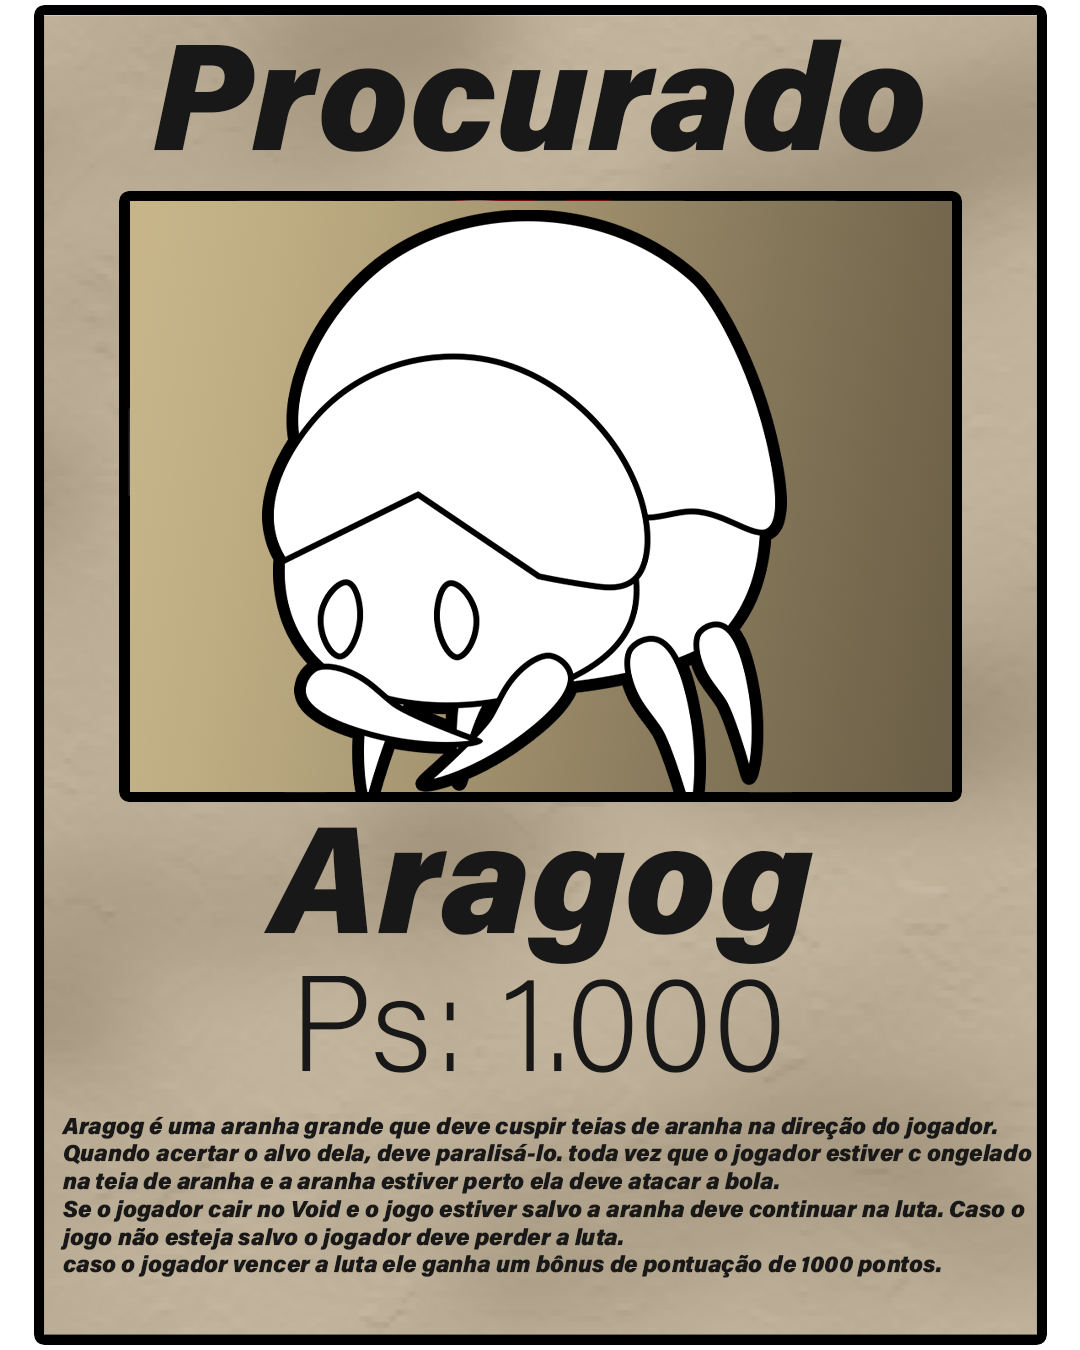 Procurado
Aragog
Ps: 1.000
Aragog é uma aranha grande que deve cuspir teias de aranha na direção do jogador.
Quando acertar o alvo dela, deve paralisá-lo. toda vez que o jogador estiver c ongelado
na teia de aranha e a aranha estiver perto ela deve atacar a bola.
Se o jogador cair no Void e o jogo estiver salvo a aranha deve continuar na luta. Caso o
jogo não esteja salvo o jogador deve perder a luta.
caso o jogador vencer a luta ele ganha um bônus de pontuação de 1000 pontos.